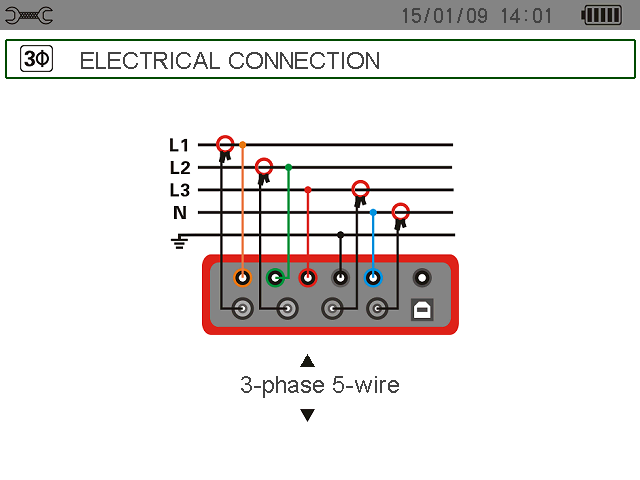 15/01/09 14:01
3Φ ELECTRICAL CONNECTION
L1
L2
L3
N
3-phase 5-wire